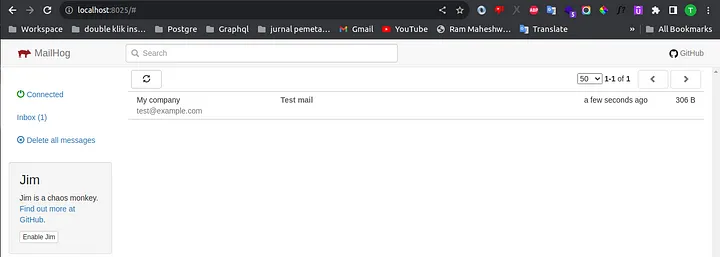 localhost:8025/#
Workspace double klik ins... Postgre Graphql jurnal pemeta... Gmail YouTube Ram Maheshw... Translate » All Bookmarks
MailHog Search GitHub
50 1-1 of 1
Connected
My company Test mail a few seconds ago 306 B
test@example.com
Inbox (1)
Delete all messages
Jim
Jim is a chaos monkey.
Find out more at
GitHub.
Enable Jim